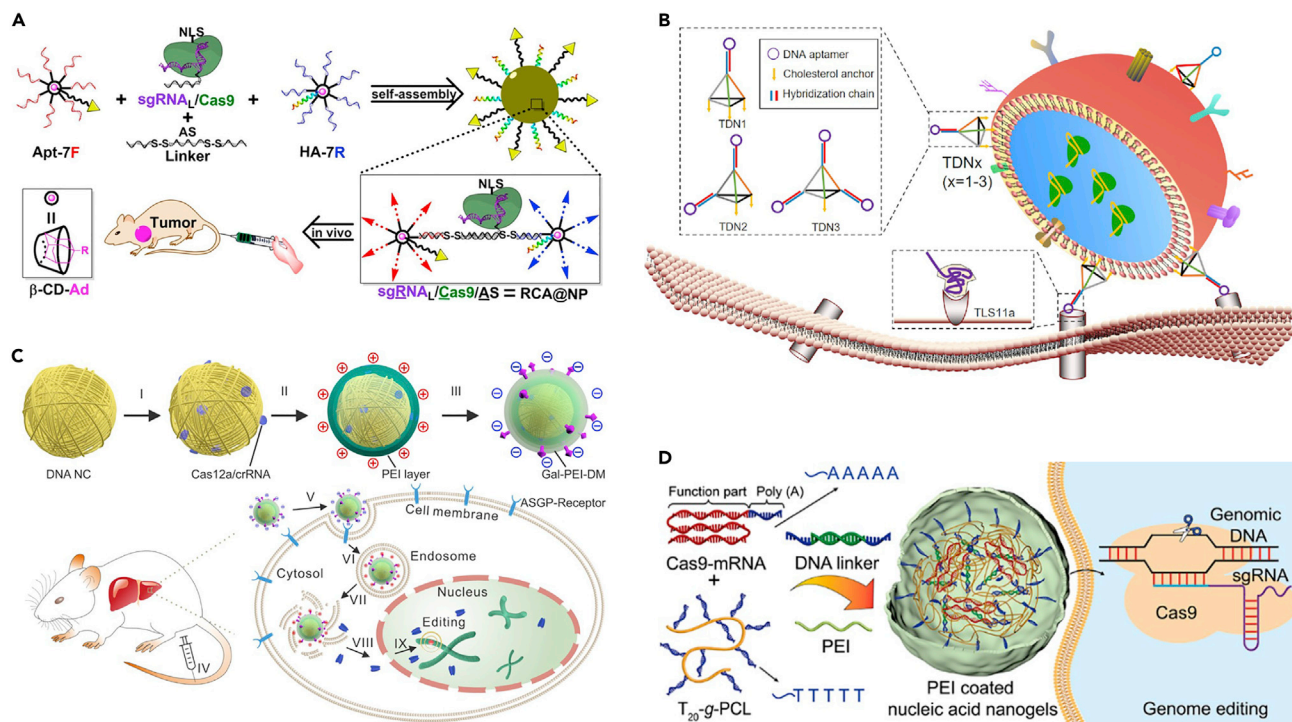 A
NLS
+
sgRNAL/Cas9
+
+
AS
S-S
S-S
Linker
Apt-7F
HA-7R
self-assembly
NLS
S-S
S-S
sgRNAL/Cas9/AS = RCA@NP
in vivo
Tumor
=
R
β-CD-Ad
B
DNA aptamer
Cholesterol anchor
Hybridization chain
TDN1
TDN2
TDN3
TDNx
(x=1-3)
TLS11a
C
I
II
III
DNA NC
Cas12a/crRNA
PEI layer
Gal-PEI-DM
V
ASGP-Receptor
Cell membrane
VI
Endosome
Cytosol
VII
Nucleus
Editing
VIII
IX
IV
D
AAAAA
Function part
Poly (A)
Cas9-mRNA
+
DNA linker
PEI
TTTTT
T20-g-PCL
PEI coated
nucleic acid nanogels
Genomic
DNA
sgRNA
Cas9
Genome editing